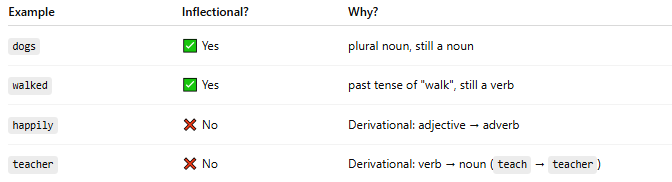 Example Inflectional? Why?
dogs ✅ Yes plural noun, still a noun
walked ✅ Yes past tense of "walk", still a verb
happily ❌ No Derivational: adjective → adverb
teacher ❌ No Derivational: verb → noun ( teach → teacher )